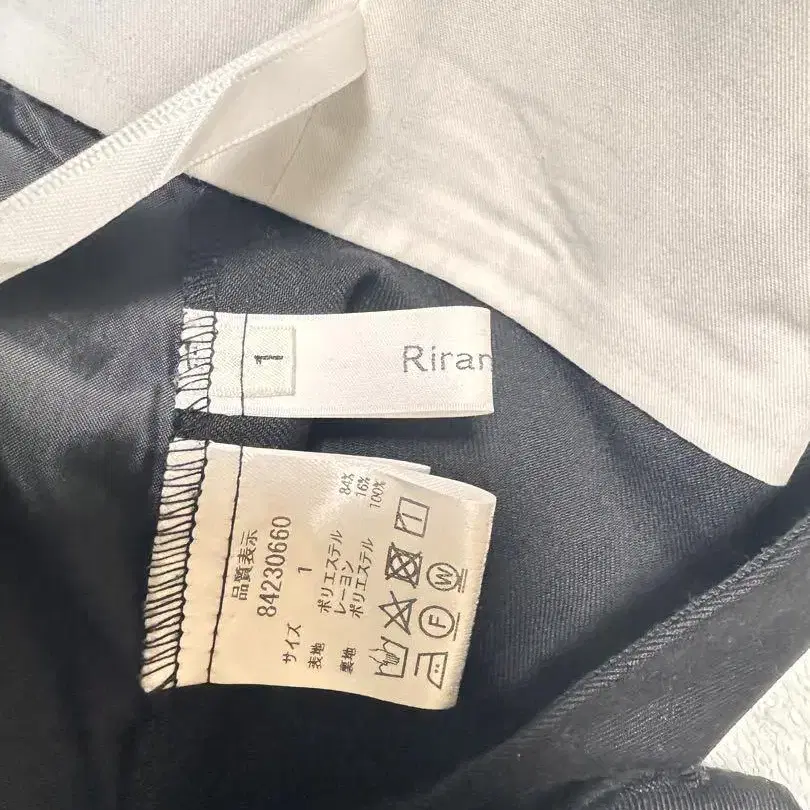 Riran
品質表示
84230660
サイズ 1
表地 ポリエステル 84%
レーヨン 16%
裏地 ポリエステル 100%